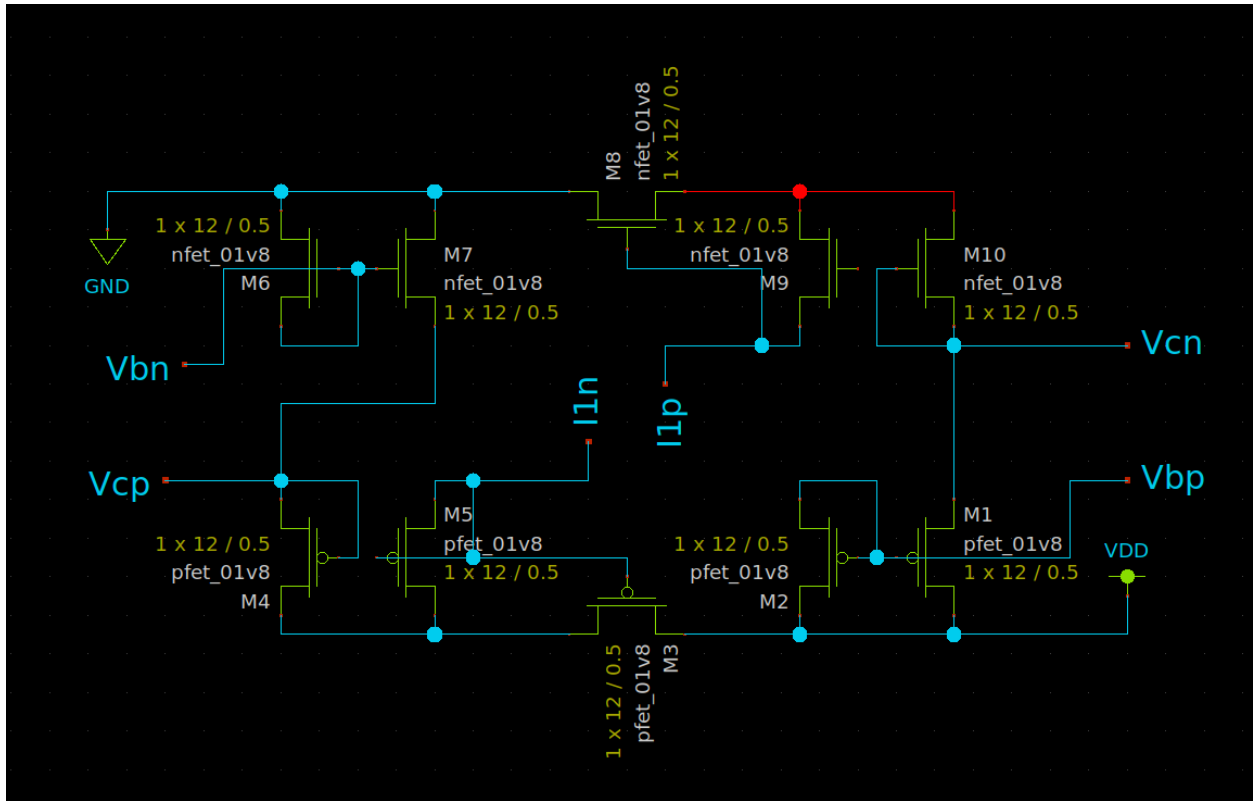 M8
nfet_01v8
1 x 12 / 0.5
1 x 12 / 0.5
nfet_01v8
M6
M7
nfet_01v8
1 x 12 / 0.5
1 x 12 / 0.5
nfet_01v8
M9
M10
nfet_01v8
1 x 12 / 0.5
GND
Vbn
Vcn
I1n
I1p
Vcp
Vbp
1 x 12 / 0.5
pfet_01v8
M4
M5
pfet_01v8
1 x 12 / 0.5
1 x 12 / 0.5
pfet_01v8
M2
M1
pfet_01v8
1 x 12 / 0.5
VDD
1 x 12 / 0.5
pfet_01v8
M3